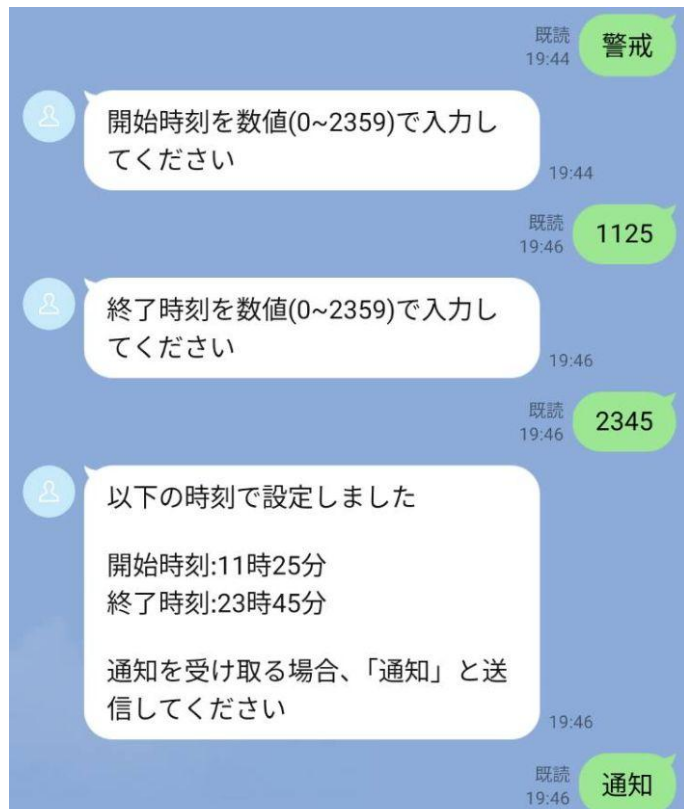 既読
19:44
警戒
開始時刻を数値(0~2359)で入力し
てください
19:44
既読
19:46
1125
終了時刻を数値(0~2359)で入力し
てください
19:46
既読
19:46
2345
以下の時刻で設定しました
開始時刻:11時25分
終了時刻:23時45分
通知を受け取る場合、「通知」と送
信してください
19:46
既読
19:46
通知